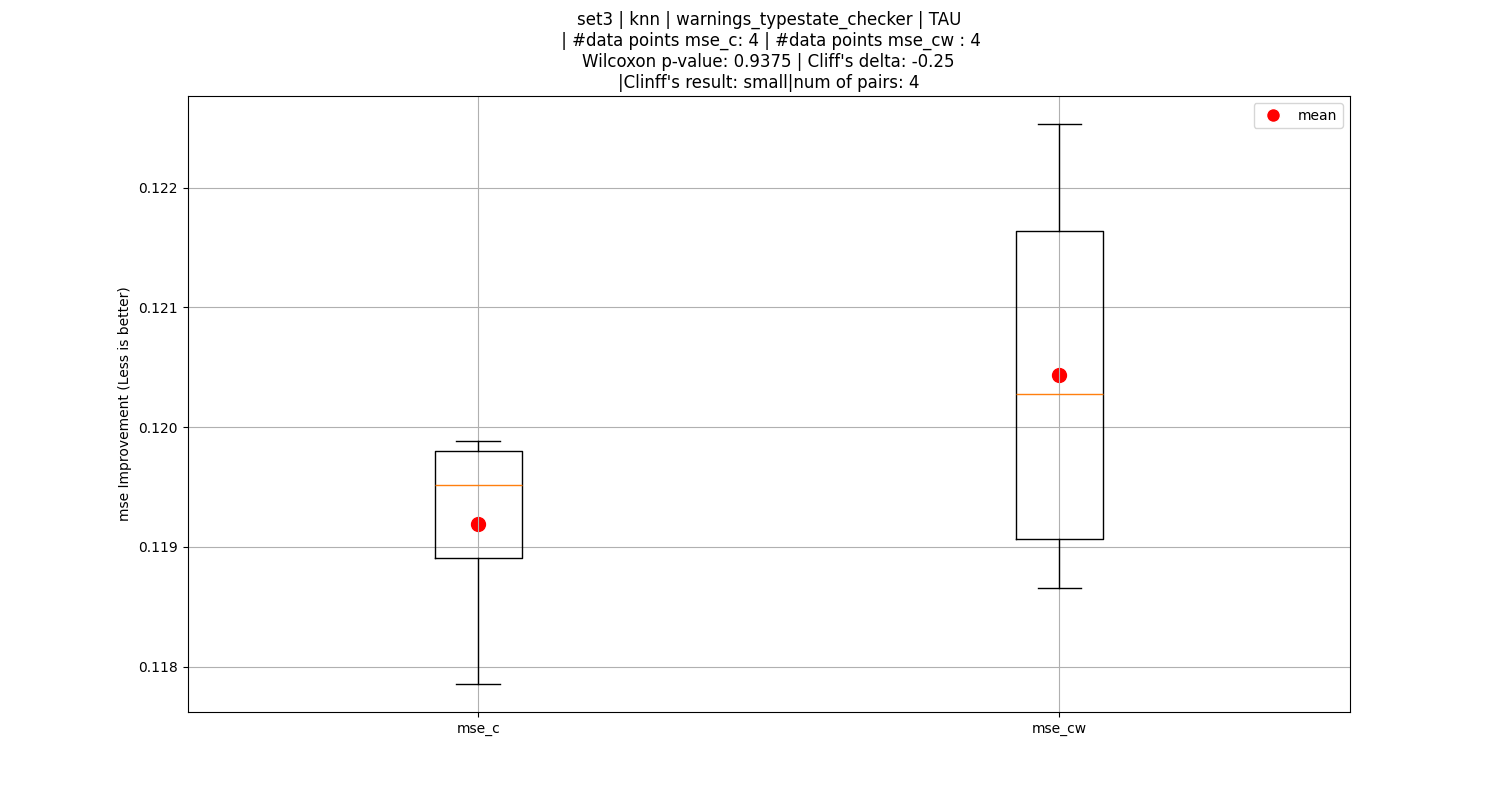 set3 | knn | warnings_typestate_checker | TAU
| #data points mse_c: 4 | #data points mse_cw : 4
Wilcoxon p-value: 0.9375 | Cliff's delta: -0.25
|Clinff's result: small|num of pairs: 4
mean
mse Improvement (Less is better)
0.122
0.121
0.120
0.119
0.118
mse_c
mse_cw